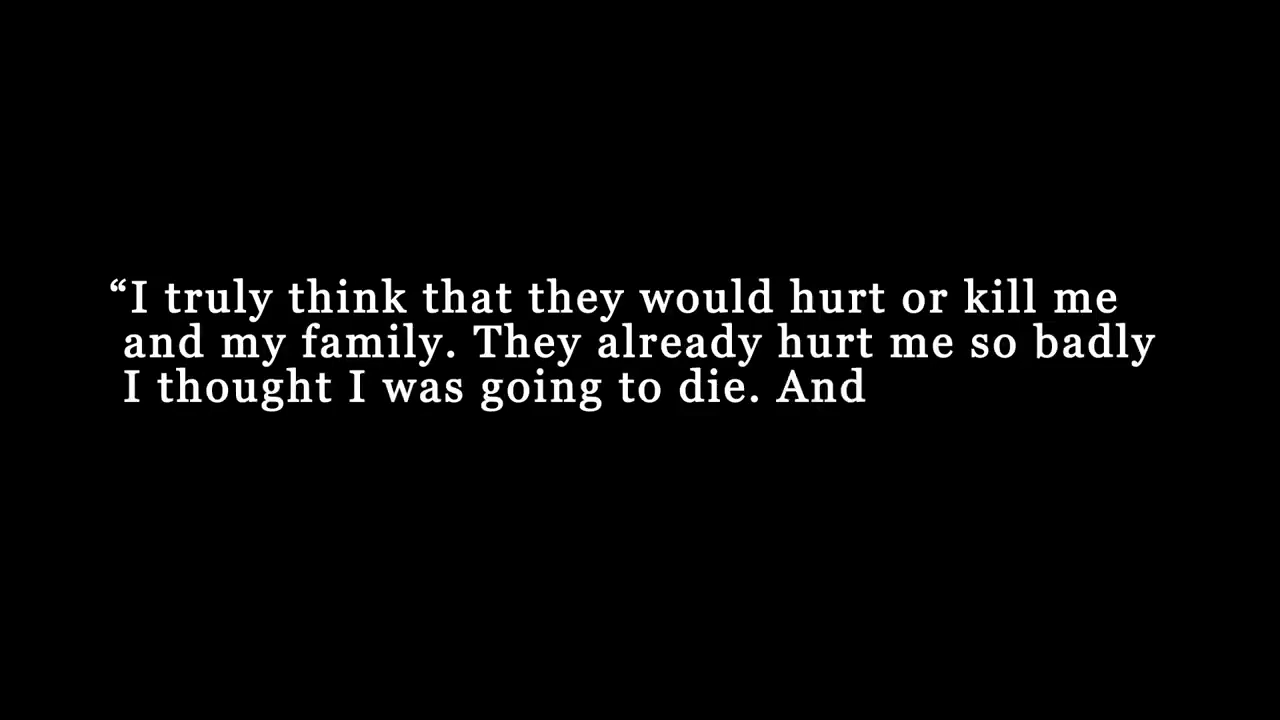 “I truly think that they would hurt or kill me
and my family. They already hurt me so badly
I thought I was going to die. And